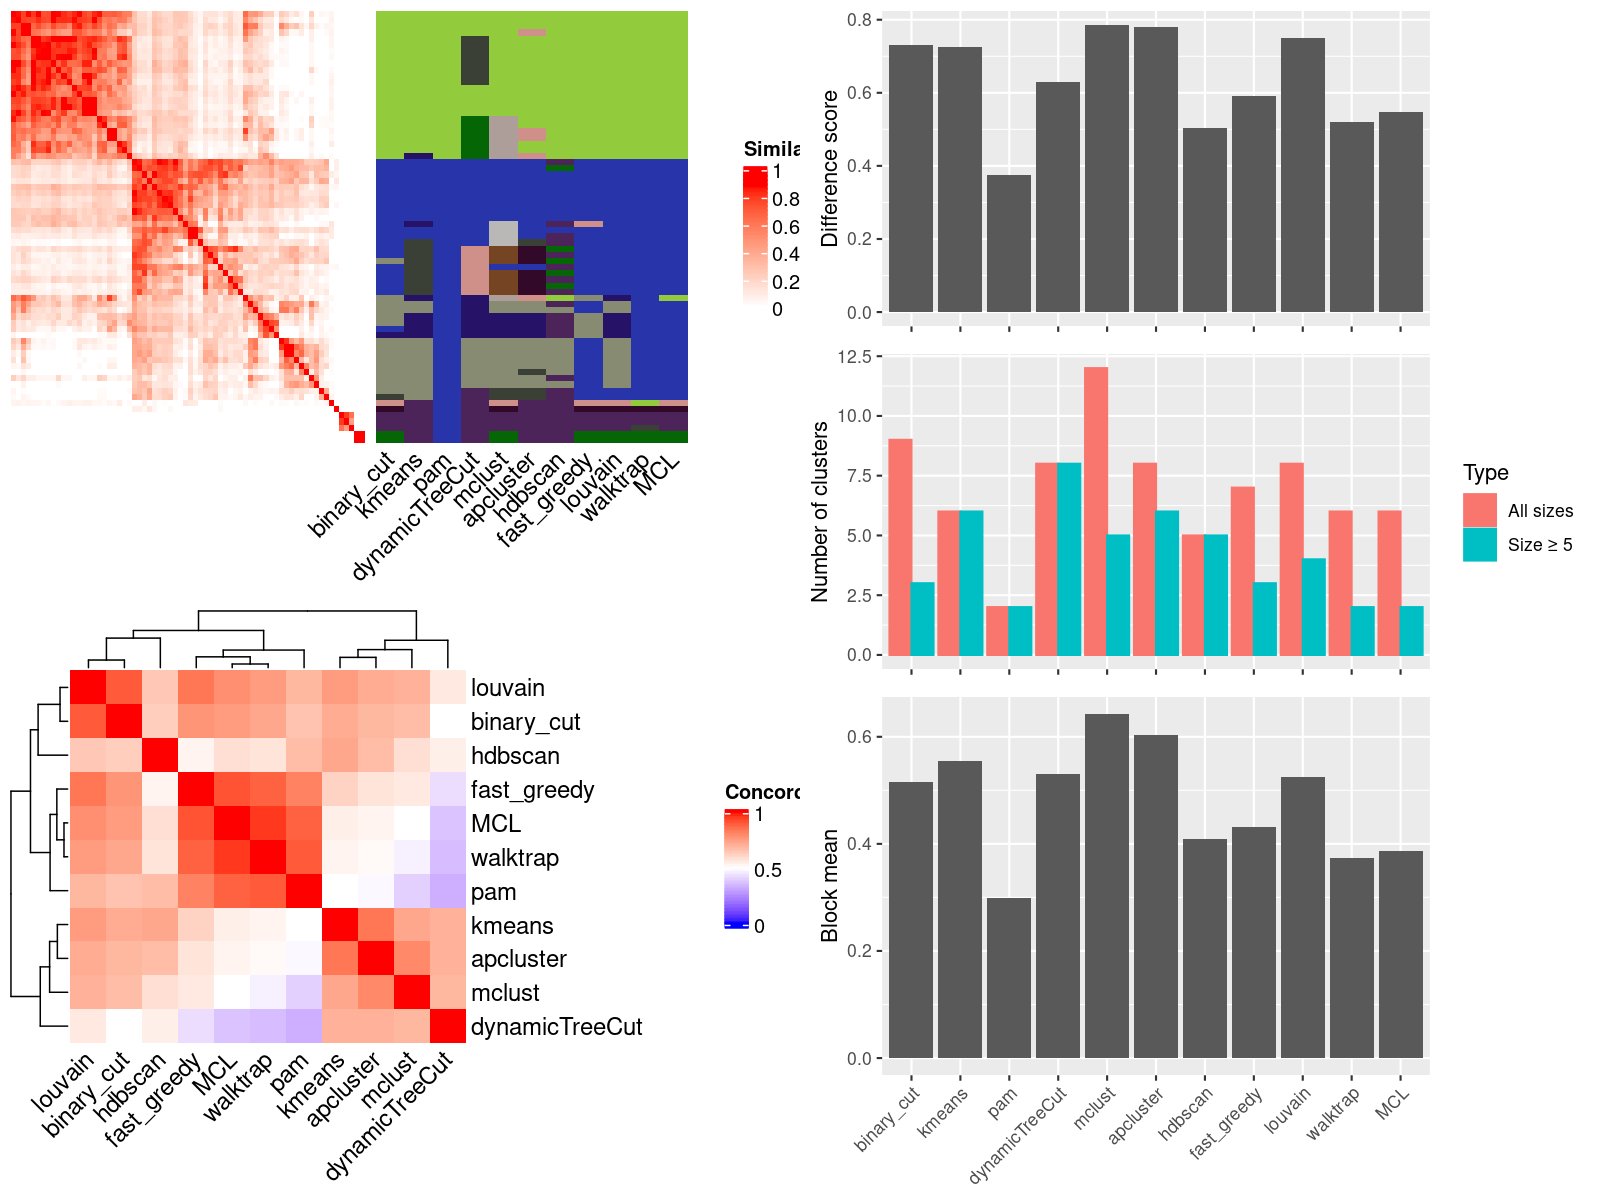 Simila
1
0.8
0.6
0.4
0.2
0
binary_cut
kmeans
pam
dynamicTreeCut
mclust
apcluster
hdbscan
fast_greedy
louvain
walktrap
MCL
louvain
binary_cut
hdbscan
fast_greedy
MCL
walktrap
pam
kmeans
apcluster
mclust
dynamicTreeCut
louvain
binary_cut
hdbscan
fast_greedy
MCL
walktrap
pam
kmeans
apcluster
mclust
dynamicTreeCut
Concord
1
0.5
0
Difference score
0.8
0.6
0.4
0.2
0.0
Number of clusters
12.5
10.0
7.5
5.0
2.5
0.0
Type
All sizes
Size ≥ 5
Block mean
0.6
0.4
0.2
0.0
binary_cut
kmeans
pam
dynamicTreeCut
mclust
apcluster
hdbscan
fast_greedy
louvain
walktrap
MCL